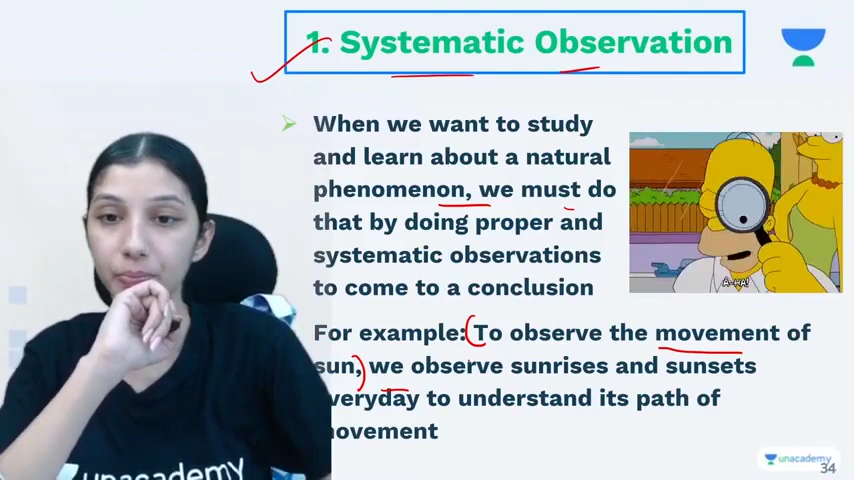 1. Systematic Observation
When we want to study
and learn about a natural
phenomenon, we must do
that by doing proper and
systematic observations
to come to a conclusion
A-HA!
For example: To observe the movement of
sun, we observe sunrises and sunsets
everyday to understand its path of
movement
unacademy
unacademy
34